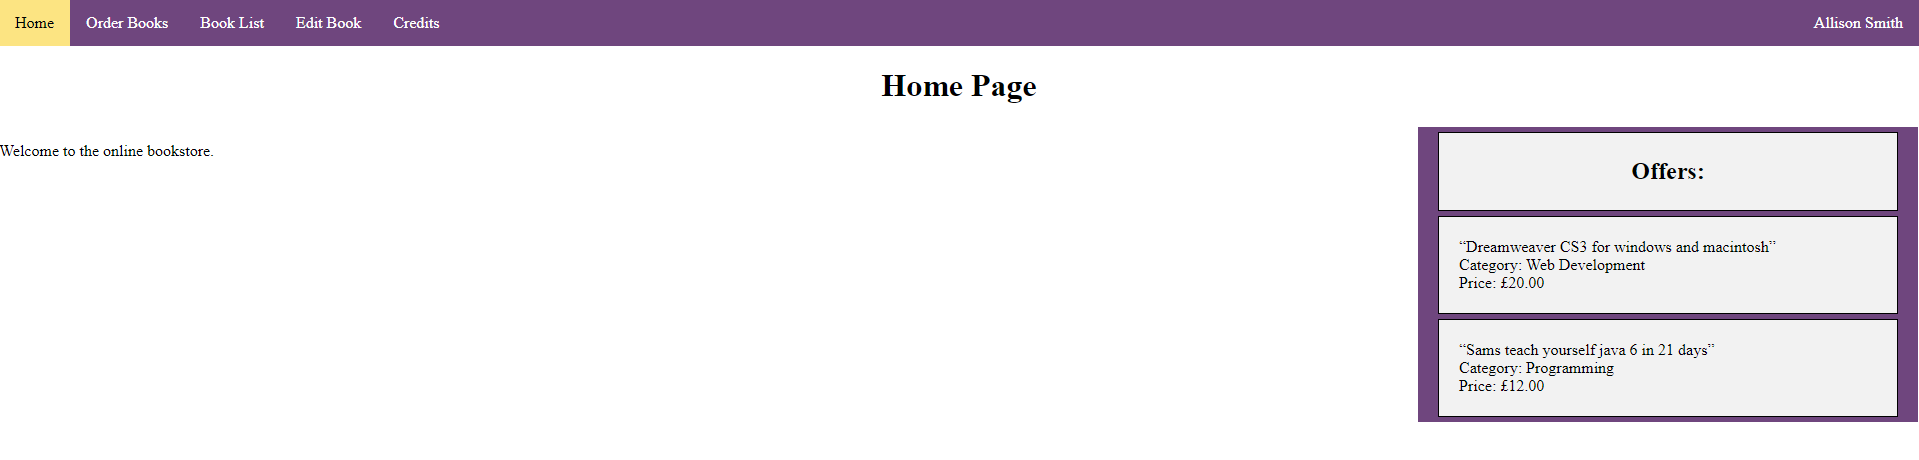 Home Order Books Book List Edit Book Credits Allison Smith
Home Page
Welcome to the online bookstore.
Offers:
“Dreamweaver CS3 for windows and macintosh”
Category: Web Development
Price: £20.00
“Sams teach yourself java 6 in 21 days”
Category: Programming
Price: £12.00